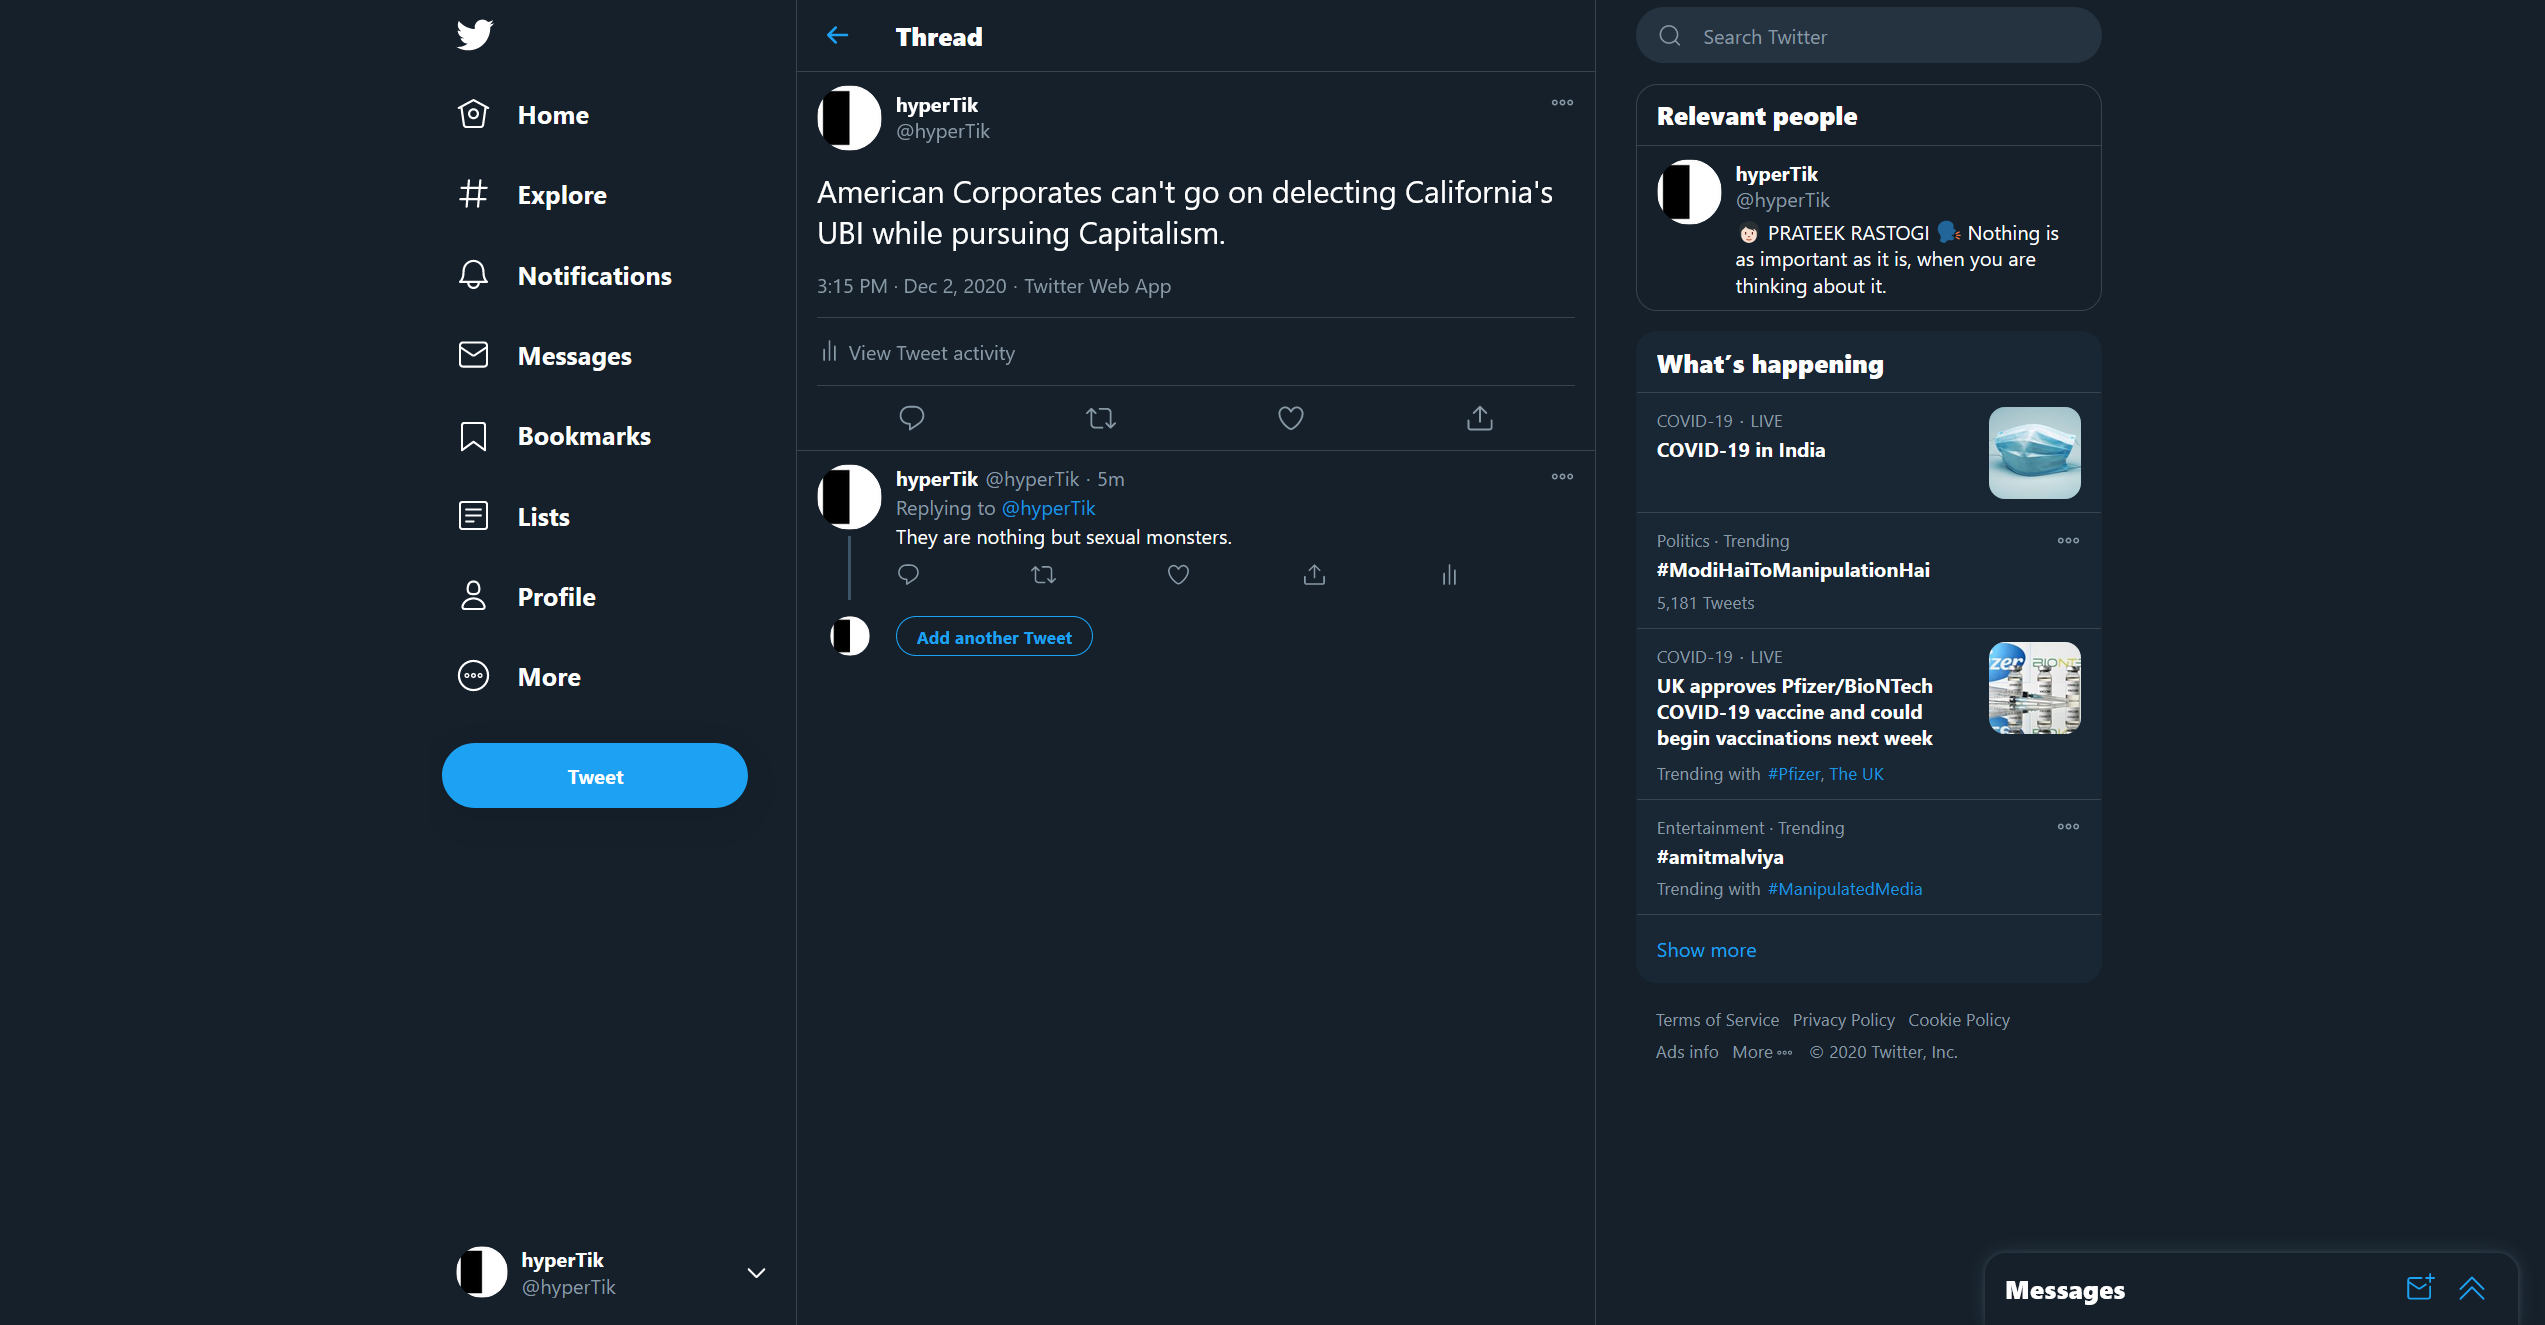 Home
Explore
Notifications
Messages
Bookmarks
Lists
Profile
More
Tweet
hyperTik
@hyperTik
Thread
hyperTik
@hyperTik
American Corporates can't go on delecting California's
UBI while pursuing Capitalism.
3:15 PM · Dec 2, 2020 · Twitter Web App
View Tweet activity
hyperTik @hyperTik · 5m
Replying to @hyperTik
They are nothing but sexual monsters.
Add another Tweet
Search Twitter
Relevant people
hyperTik
@hyperTik
PRATEEK RASTOGI Nothing is
as important as it is, when you are
thinking about it.
What's happening
COVID-19 · LIVE
COVID-19 in India
Politics · Trending
#ModiHaiToManipulationHai
5,181 Tweets
COVID-19 · LIVE
UK approves Pfizer/BioNTech
COVID-19 vaccine and could
begin vaccinations next week
Trending with #Pfizer, The UK
Entertainment · Trending
#amitmalviya
Trending with #ManipulatedMedia
Show more
Terms of Service Privacy Policy Cookie Policy
Ads info More © 2020 Twitter, Inc.
Messages